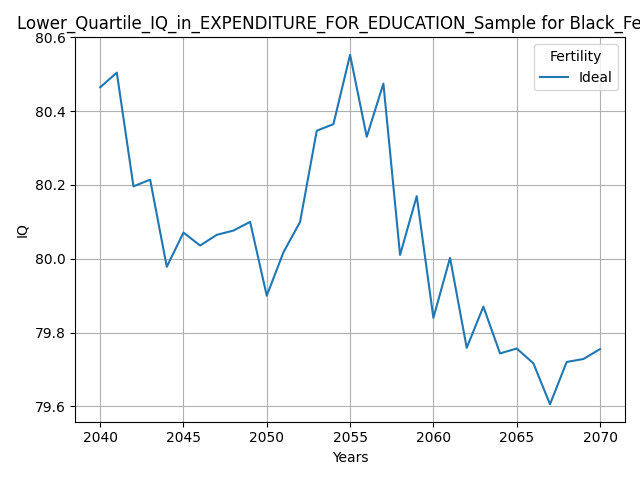 Lower_Quartile_IQ_in_EXPENDITURE_FOR_EDUCATION_Sample for Black_Fe
80.6
80.4
80.2
80.0
79.8
79.6
IQ
Fertility
Ideal
2040 2045 2050 2055 2060 2065 2070
Years